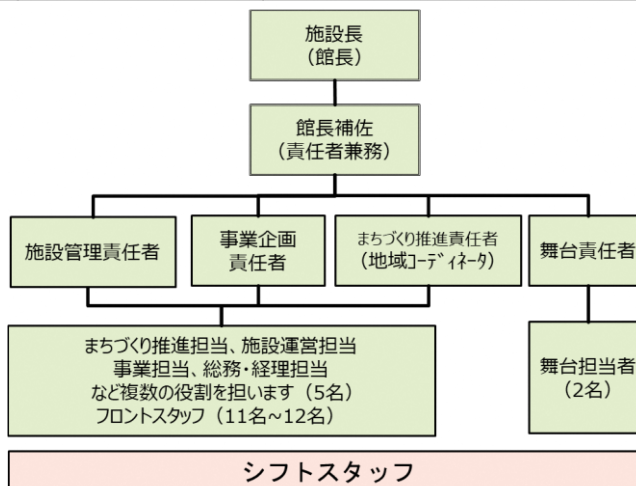 施設長
(館長)
館長補佐
(責任者兼務)
施設管理責任者
事業企画
責任者
まちづくり推進責任者
(地域ｺｰﾃﾞｨﾈｰﾀ)
舞台責任者
まちづくり推進担当、施設運営担当
事業担当、総務・経理担当
など複数の役割を担います（5名）
フロントスタッフ（11名~12名）
舞台担当者
(2名)
シフトスタッフ